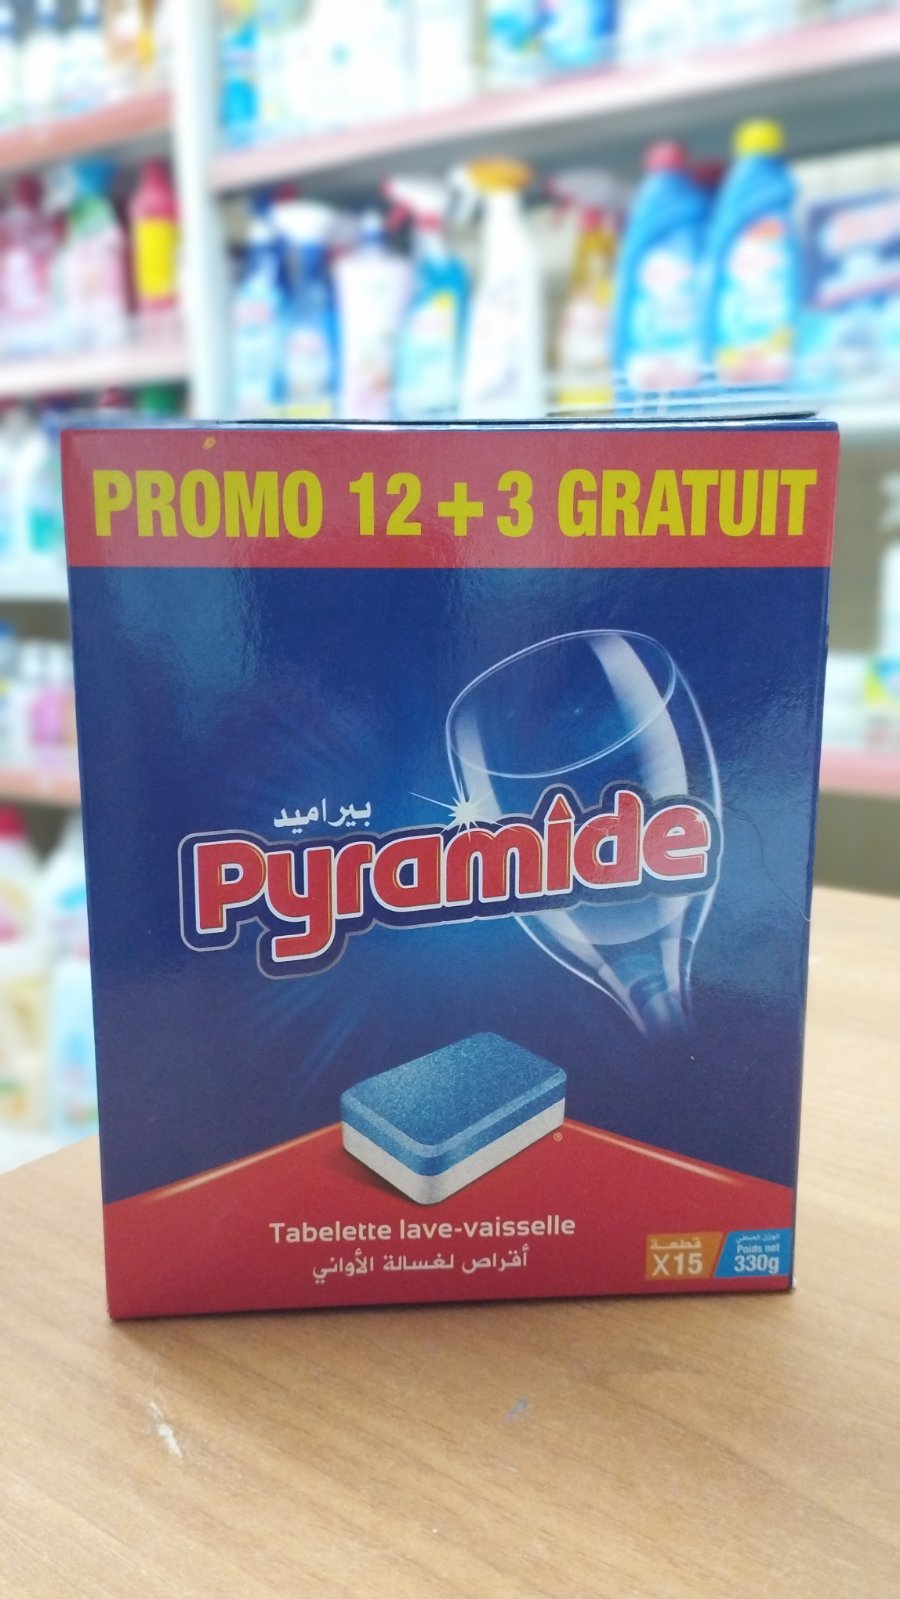 PROMO 12 + 3 GRATUIT
بيراميد
Pyramide
Tabelette lave-vaisselle
أقراص لغسالة الأواني
قطعة
X15
الوزن الصافي
Poids net
330g